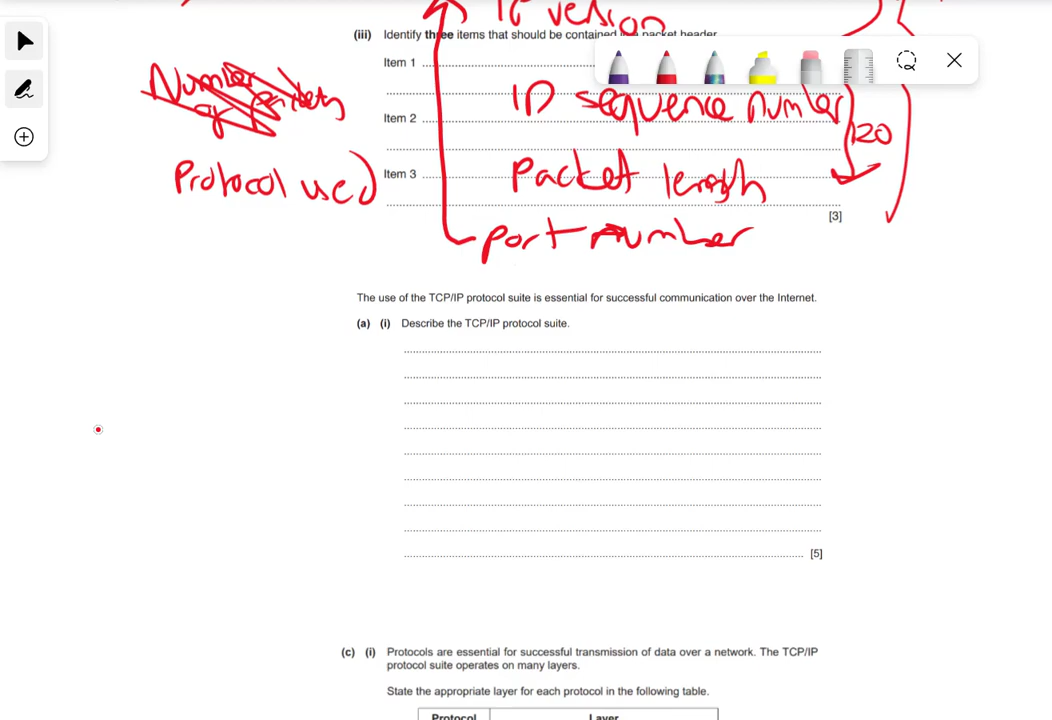 IP version
(iii) Identify three items that should be contained in a packet header.
Item 1
Number of packets
ID sequence number
Item 2
120
Protocol used
Item 3
Packet length
[3]
port number
The use of the TCP/IP protocol suite is essential for successful communication over the Internet.
(a) (i) Describe the TCP/IP protocol suite.
[5]
(c) (i) Protocols are essential for successful transmission of data over a network. The TCP/IP
protocol suite operates on many layers.
State the appropriate layer for each protocol in the following table.
Protocol Layer